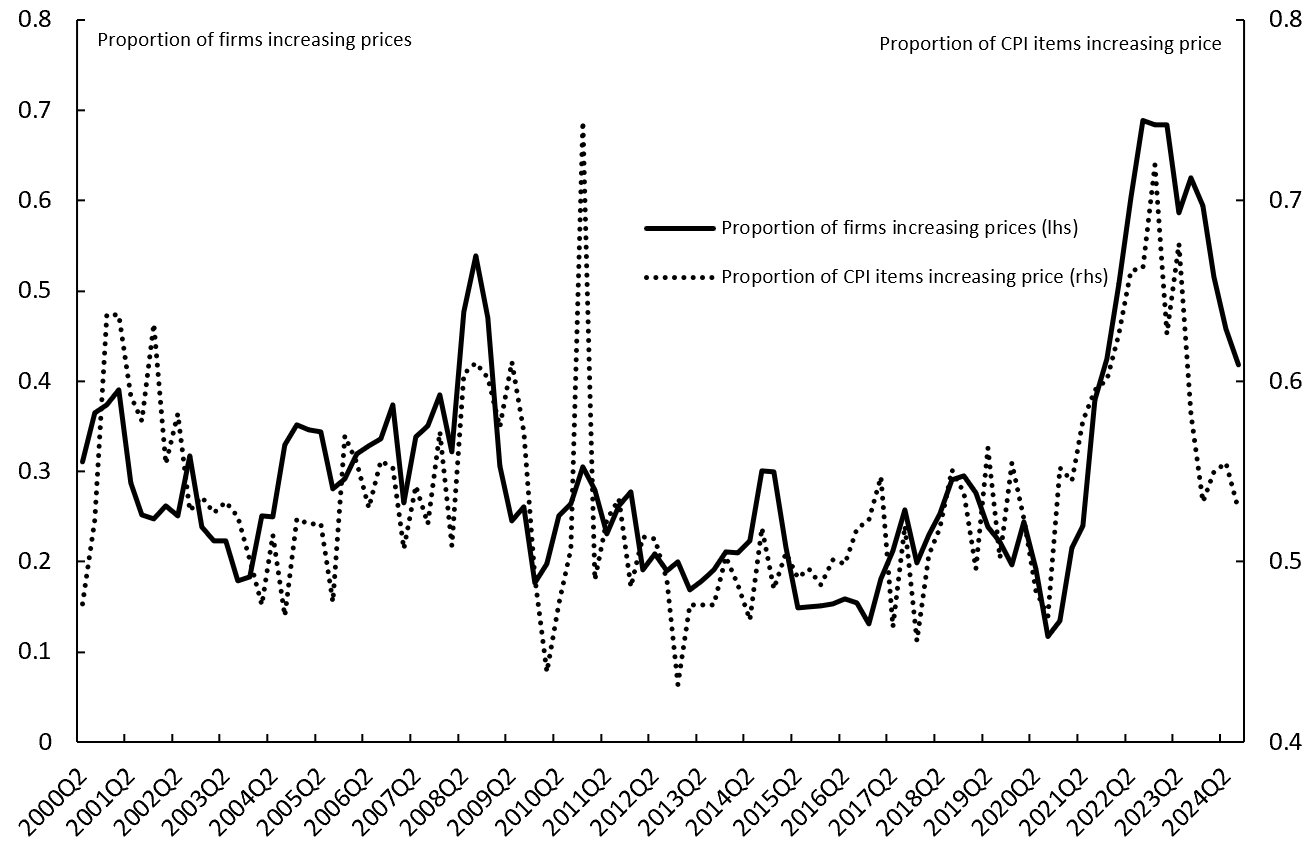 0.8
0.7
0.6
0.5
0.4
0.3
0.2
0.1
0
Proportion of firms increasing prices
Proportion of CPI items increasing price
Proportion of firms increasing prices (lhs)
Proportion of CPI items increasing price (rhs)
0.8
0.7
0.6
0.5
0.4
2000Q2
2001Q2
2002Q2
2003Q2
2004Q2
2005Q2
2006Q2
2007Q2
2008Q2
2009Q2
2010Q2
2011Q2
2012Q2
2013Q2
2014Q2
2015Q2
2016Q2
2017Q2
2018Q2
2019Q2
2020Q2
2021Q2
2022Q2
2023Q2
2024Q2